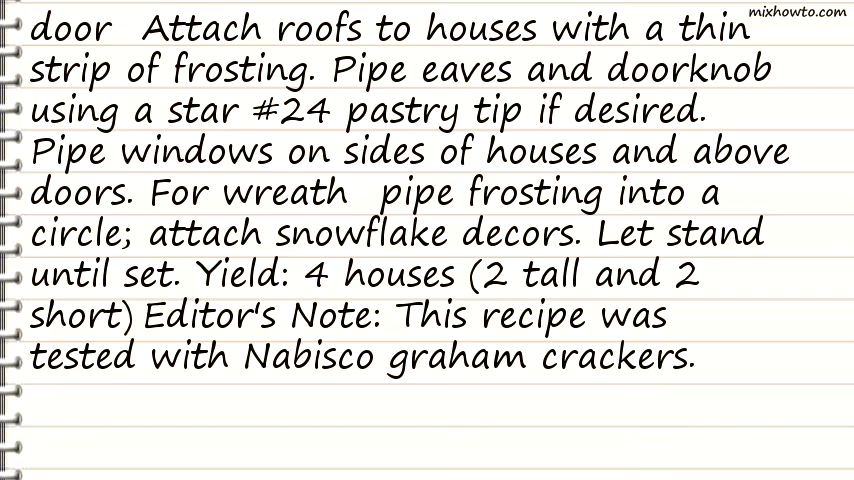 mixhowto.com
door  Attach roofs to houses with a thin
strip of frosting. Pipe eaves and doorknob
using a star #24 pastry tip if desired.
Pipe windows on sides of houses and above
doors. For wreath  pipe frosting into a
circle; attach snowflake decors. Let stand
until set. Yield: 4 houses (2 tall and 2
short) Editor's Note: This recipe was
tested with Nabisco graham crackers.